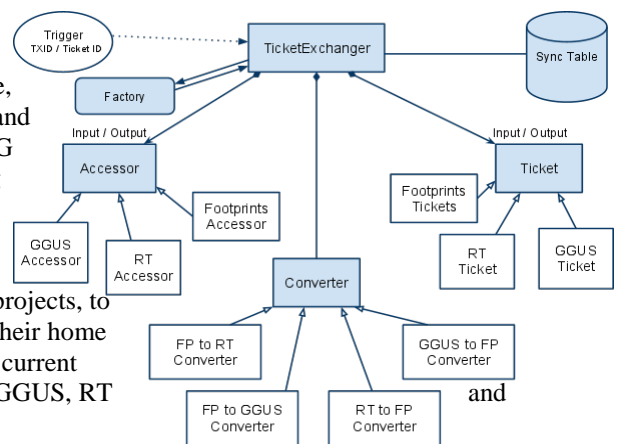 Trigger
TXID / Ticket ID
TicketExchanger
Sync Table
e,
Factory
and
G
Input / Output
Input / Output
Accessor
Ticket
Footprints
Accessor
Footprints
Tickets
GGUS
Accessor
RT
Accessor
RT
Ticket
GGUS
Ticket
Converter
projects, to
their home
current
GGUS, RT
and
FP to RT
Converter
GGUS to FP
Converter
FP to GGUS
Converter
RT to FP
Converter